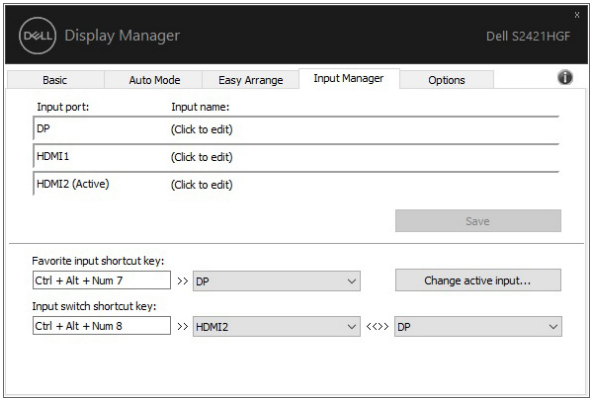 x
DELL Display Manager Dell S2421HGF
Basic Auto Mode Easy Arrange Input Manager Options i
Input port: Input name:
DP (Click to edit)
HDMI1 (Click to edit)
HDMI2 (Active) (Click to edit)
Save
Favorite input shortcut key:
Ctrl + Alt + Num 7 >> DP Change active input...
Input switch shortcut key:
Ctrl + Alt + Num 8 >> HDMI2 <<>> DP